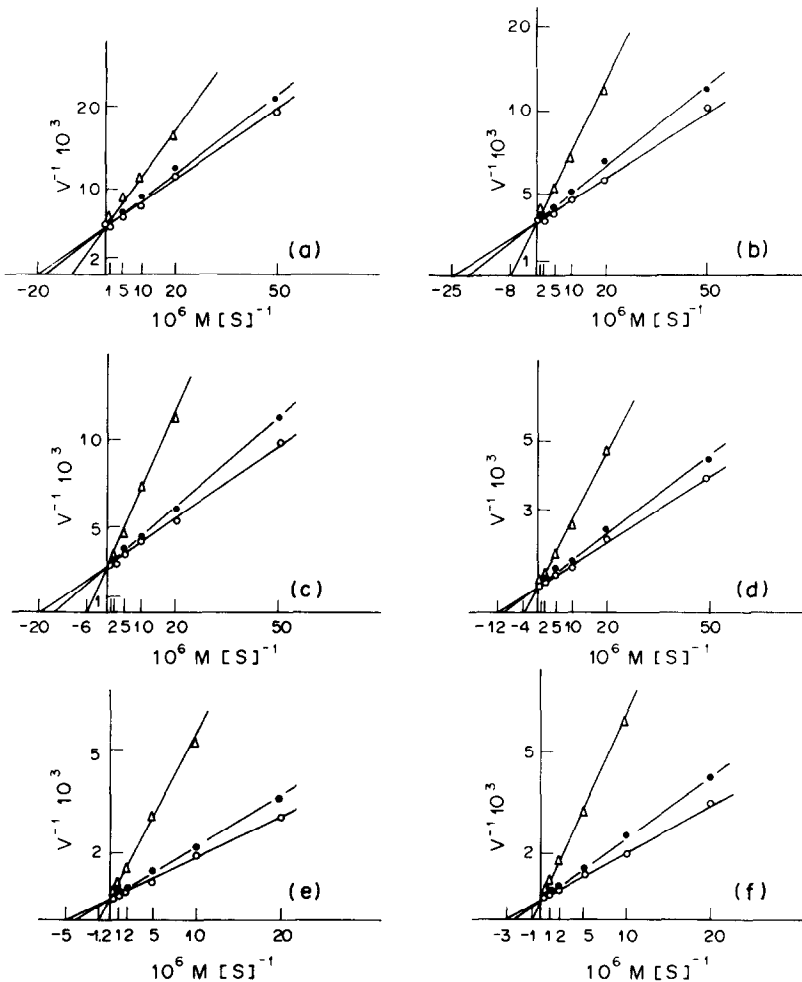 V⁻¹ 10³
20
10
2
(a)
-20 1 5 10 20 50
10⁶ M [S]⁻¹
V⁻¹ 10³
20
10
5
1
(b)
-25 -8 2 5 10 20 50
10⁶ M [S]⁻¹
V⁻¹ 10³
10
5
1
(c)
-20 -6 2 5 10 20 50
10⁶ M [S]⁻¹
V⁻¹ 10³
5
3
(d)
-12 -4 2 5 10 20 50
10⁶ M [S]⁻¹
V⁻¹ 10³
5
2
(e)
-5 -1.2 1 2 5 10 20
10⁶ M [S]⁻¹
V⁻¹ 10³
5
2
(f)
-3 -1 1 2 5 10 20
10⁶ M [S]⁻¹